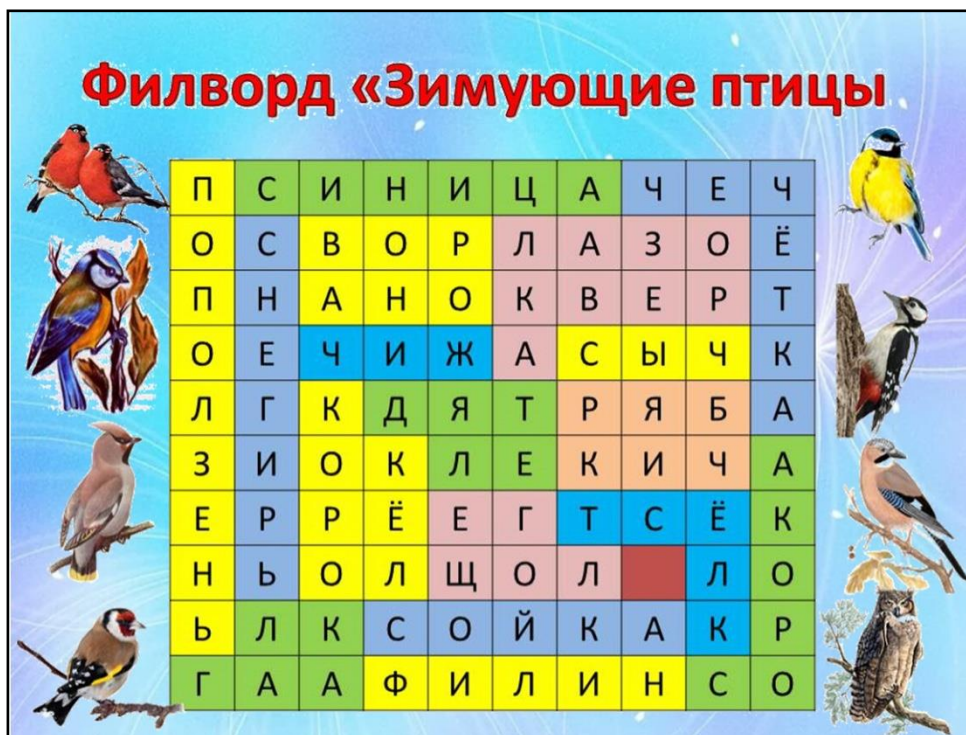 Филворд «Зимующие птицы
П С И Н И Ц А Ч Е Ч
О С В О Р Л А З О Ё
П Н А Н О К В Е Р Т
О Е Ч И Ж А С Ы Ч К
Л Г К Д Я Т Р Я Б А
З И О К Л Е К И Ч А
Е Р Р Ё Е Г Т С Ё К
Н Ь О Л Щ О Л Л О
Ь Л К С О Й К А К Р
Г А А Ф И Л И Н С О